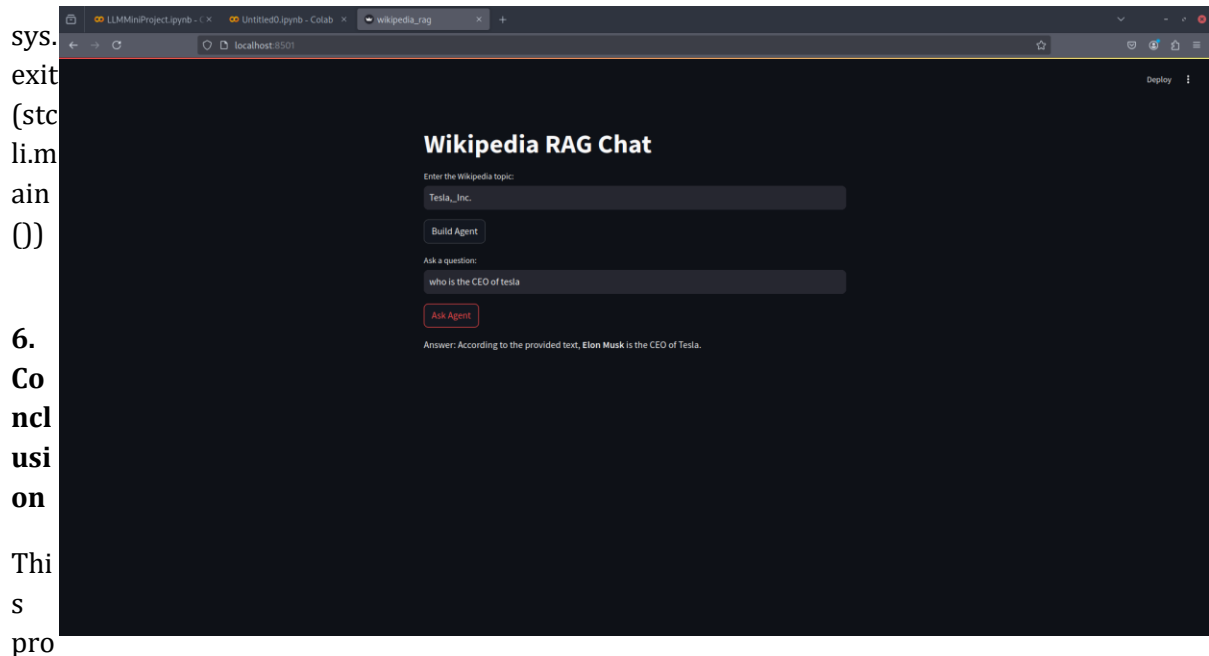 sys.
exit
(stc
li.m
ain
())
6.
Co
ncl
usi
on
Thi
s
pro
LLMMiniProject.ipynb - C
Untitled0.ipynb - Colab
wikipedia_rag
localhost:8501
Deploy
Wikipedia RAG Chat
Enter the Wikipedia topic:
Tesla,_Inc.
Build Agent
Ask a question:
who is the CEO of tesla
Ask Agent
Answer: According to the provided text, Elon Musk is the CEO of Tesla.